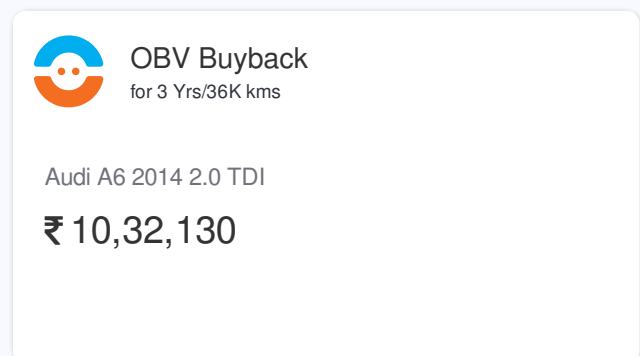 OBV Buyback
for 3 Yrs/36K kms
Audi A6 2014 2.0 TDI
₹ 10,32,130